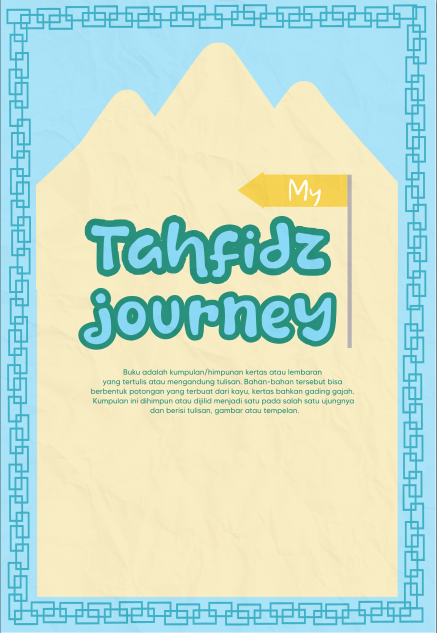 My
Tahfidz
journey
Buku adalah kumpulan/himpunan kertas atau lembaran
yang tertulis atau mengandung tulisan. Bahan-bahan tersebut bisa
berbentuk potongan yang terbuat dari kayu, kertas bahkan gading gajah.
Kumpulan ini dihimpun atau dijilid menjadi satu pada salah satu ujungnya
dan berisi tulisan, gambar atau tempelan.